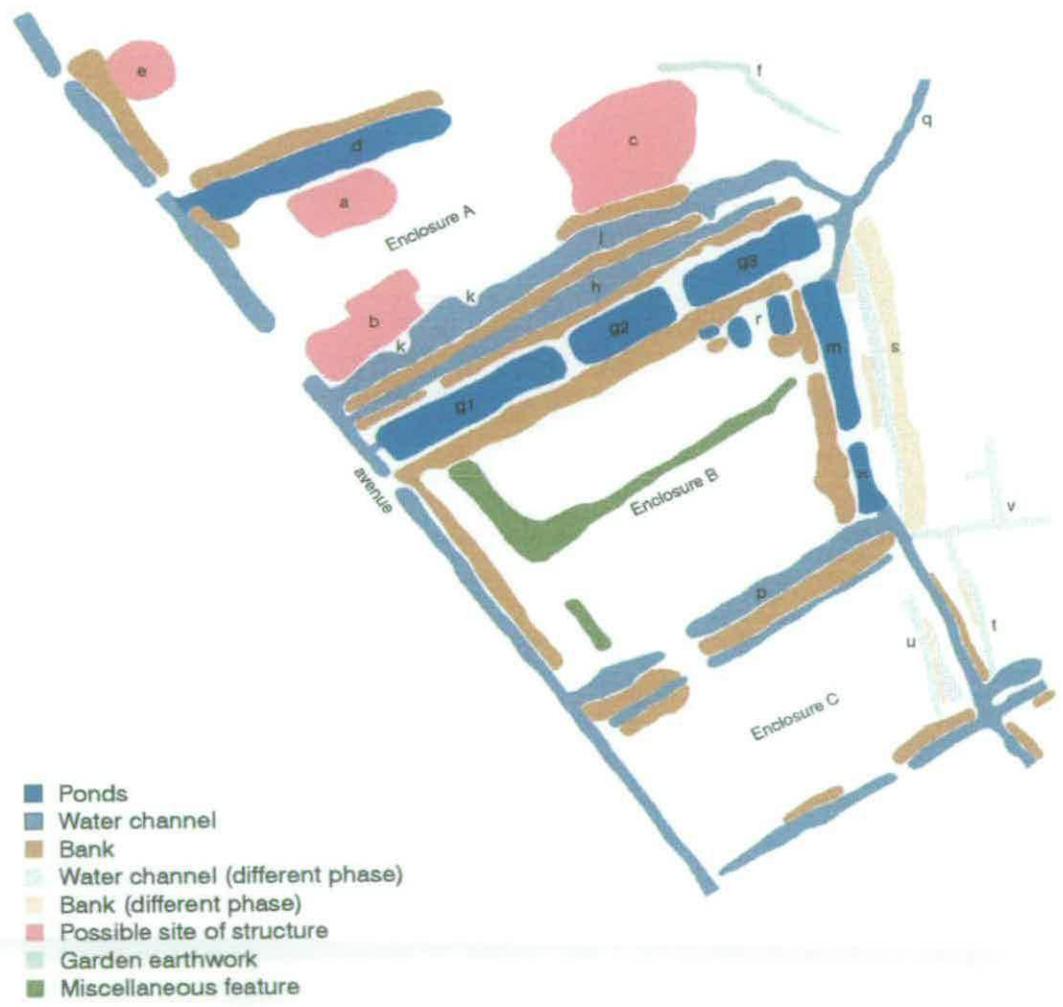 e
f
q
d
c
a
Enclosure A
j
g3
k
h
b
g2
r
k
m
s
g1
avenue
Enclosure B
n
v
p
t
u
Enclosure C
Ponds
Water channel
Bank
Water channel (different phase)
Bank (different phase)
Possible site of structure
Garden earthwork
Miscellaneous feature